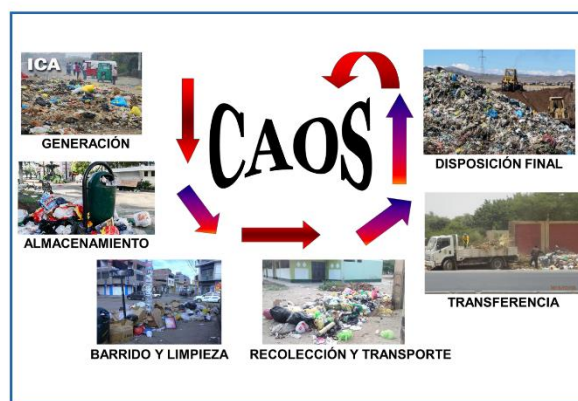 ICA
CAOS
GENERACIÓN
DISPOSICIÓN FINAL
ALMACENAMIENTO
TRANSFERENCIA
BARRIDO Y LIMPIEZA
RECOLECCIÓN Y TRANSPORTE